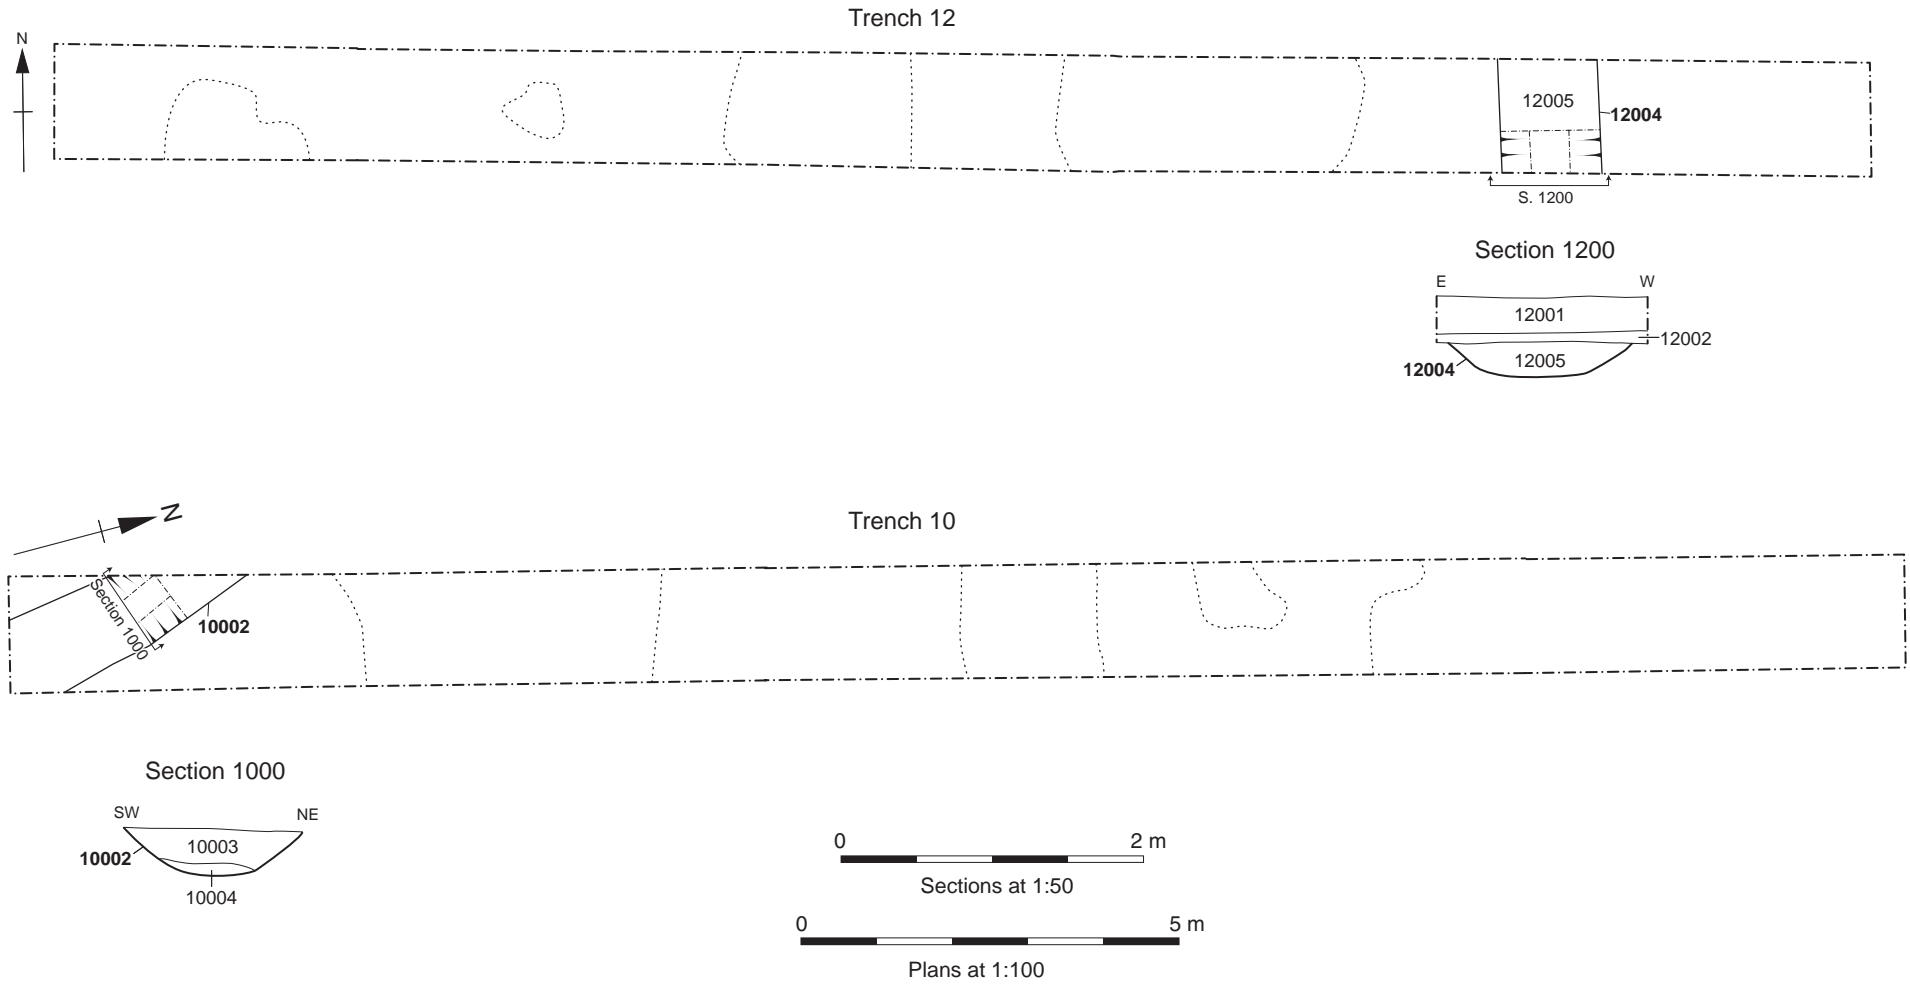 Trench 12
N
12005
12004
S. 1200
Section 1200
E W
12001
12002
12005
12004
N
Trench 10
Section 1000
10002
Section 1000
SW NE
10003
10002
10004
0 2 m
Sections at 1:50
0 5 m
Plans at 1:100